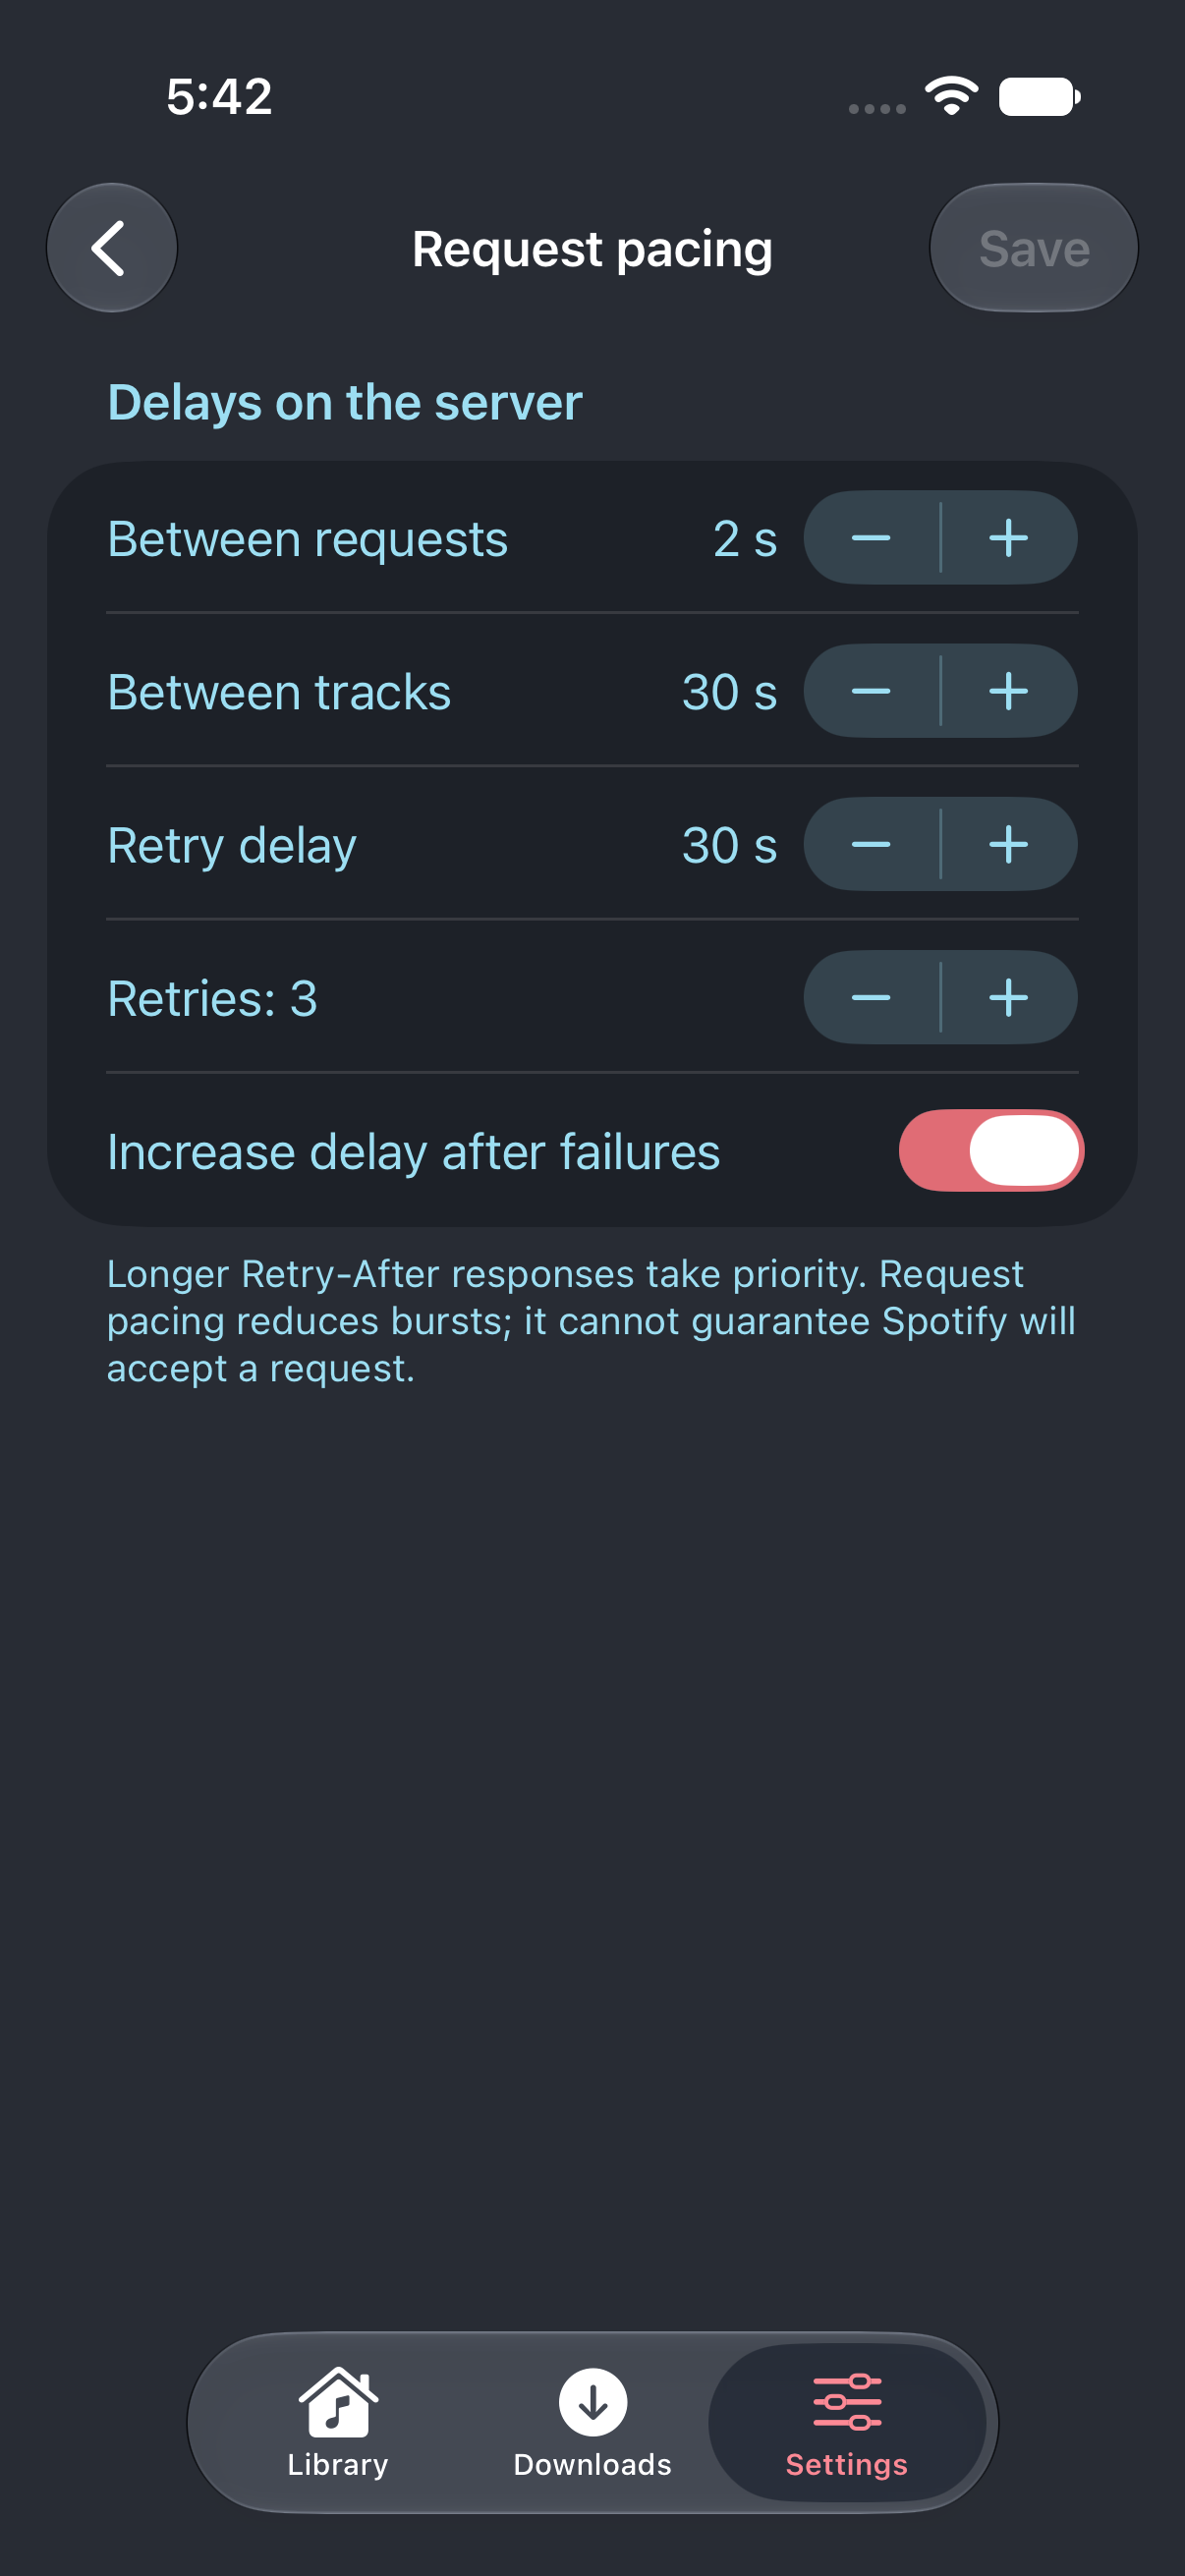 5:42
Request pacing
Save
Delays on the server
Between requests 2 s
Between tracks 30 s
Retry delay 30 s
Retries: 3
Increase delay after failures
Longer Retry-After responses take priority. Request
pacing reduces bursts; it cannot guarantee Spotify will
accept a request.
Library Downloads Settings